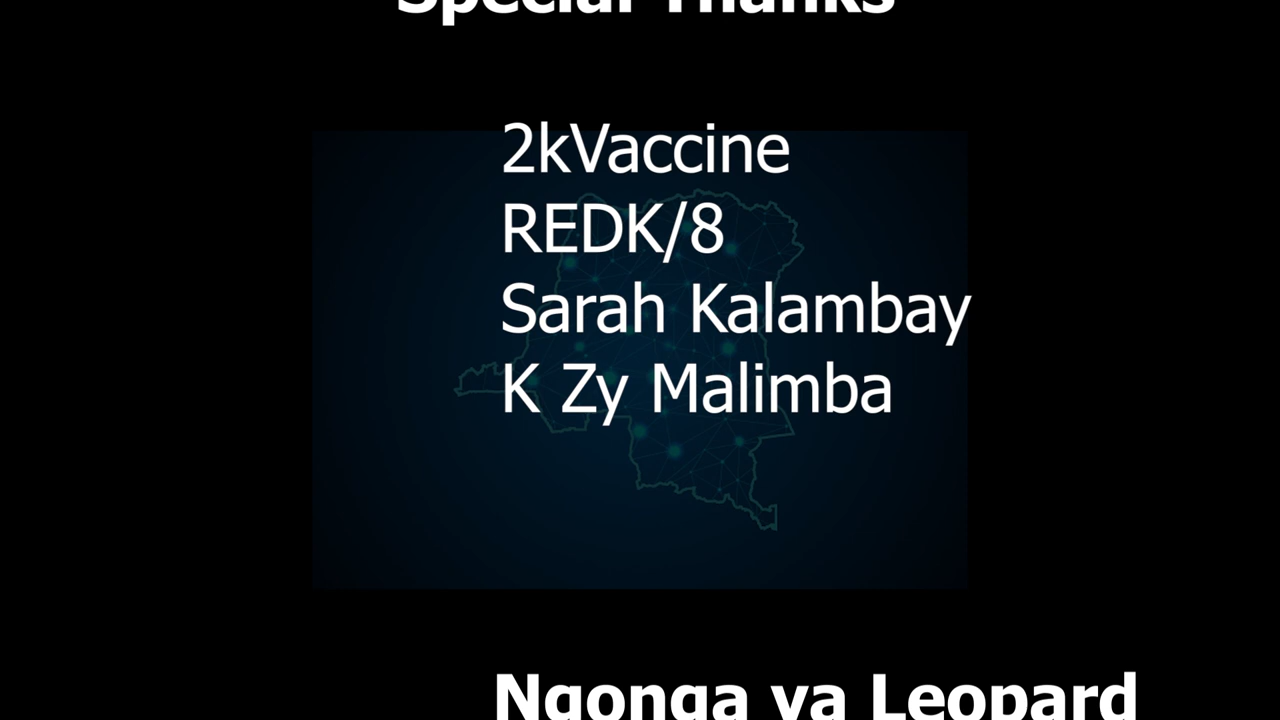 Special Thanks
2kVaccine
REDK/8
Sarah Kalambay
K Zy Malimba
Ngonga ya Leopard